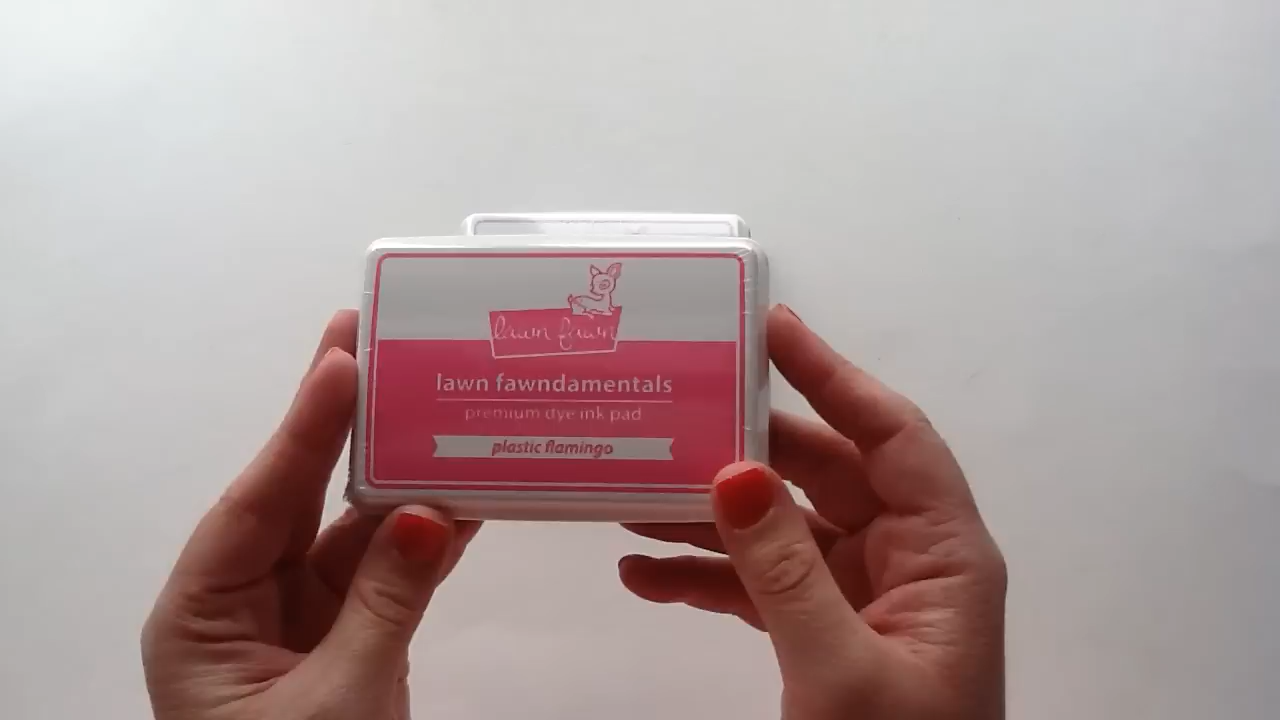 lawn fawn
lawn fawndamentals
premium dye ink pad
plastic flamingo